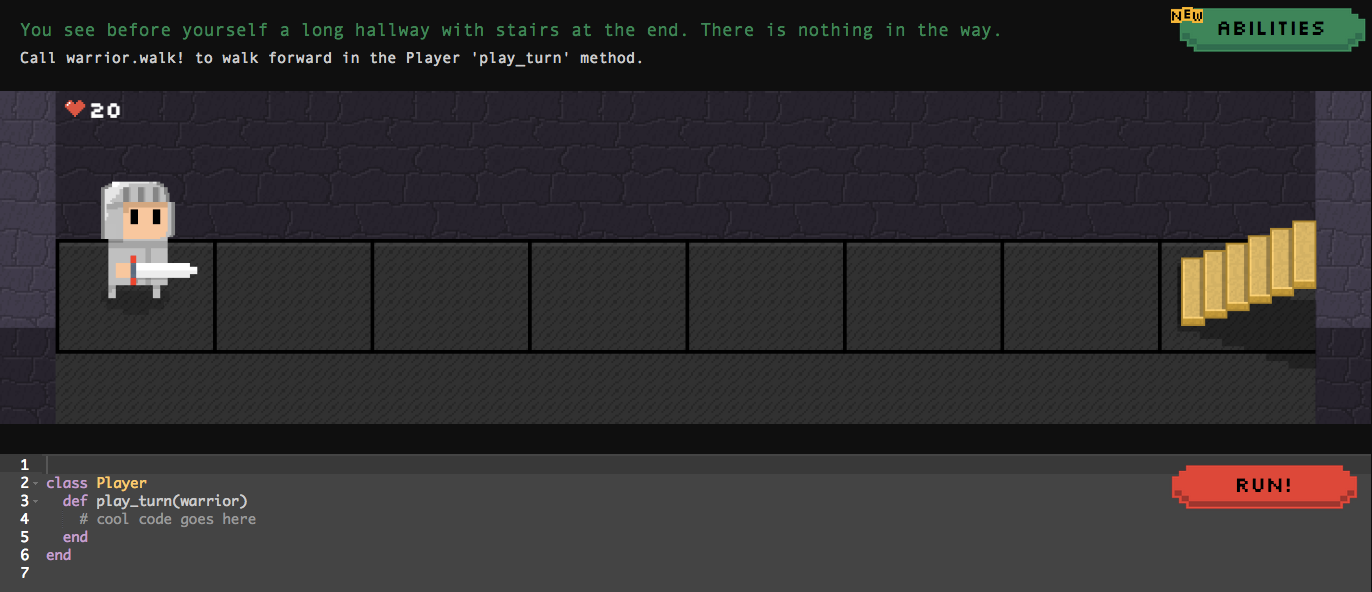 You see before yourself a long hallway with stairs at the end. There is nothing in the way.
Call warrior.walk! to walk forward in the Player 'play_turn' method.
NEW
ABILITIES
20
1
2 class Player
3   def play_turn(warrior)
4     # cool code goes here
5   end
6 end
7
RUN!